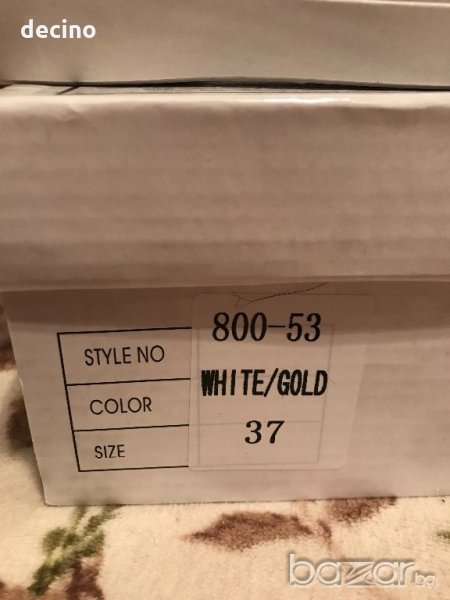 decino
800-53
STYLE NO
WHITE/GOLD
COLOR
37
SIZE
bazar.bg